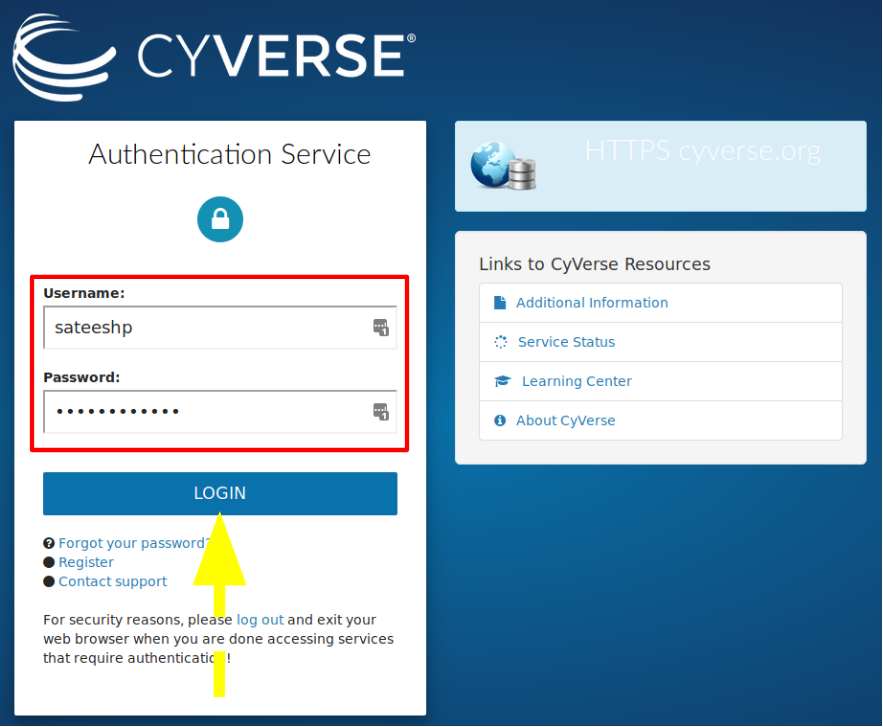 CYVERSE®
Authentication Service
Username:
sateeshp
Password:
••••••••••••
LOGIN
Forgot your password?
Register
Contact support
For security reasons, please log out and exit your
web browser when you are done accessing services
that require authentication!
HTTPS cyverse.org
Links to CyVerse Resources
Additional Information
Service Status
Learning Center
About CyVerse